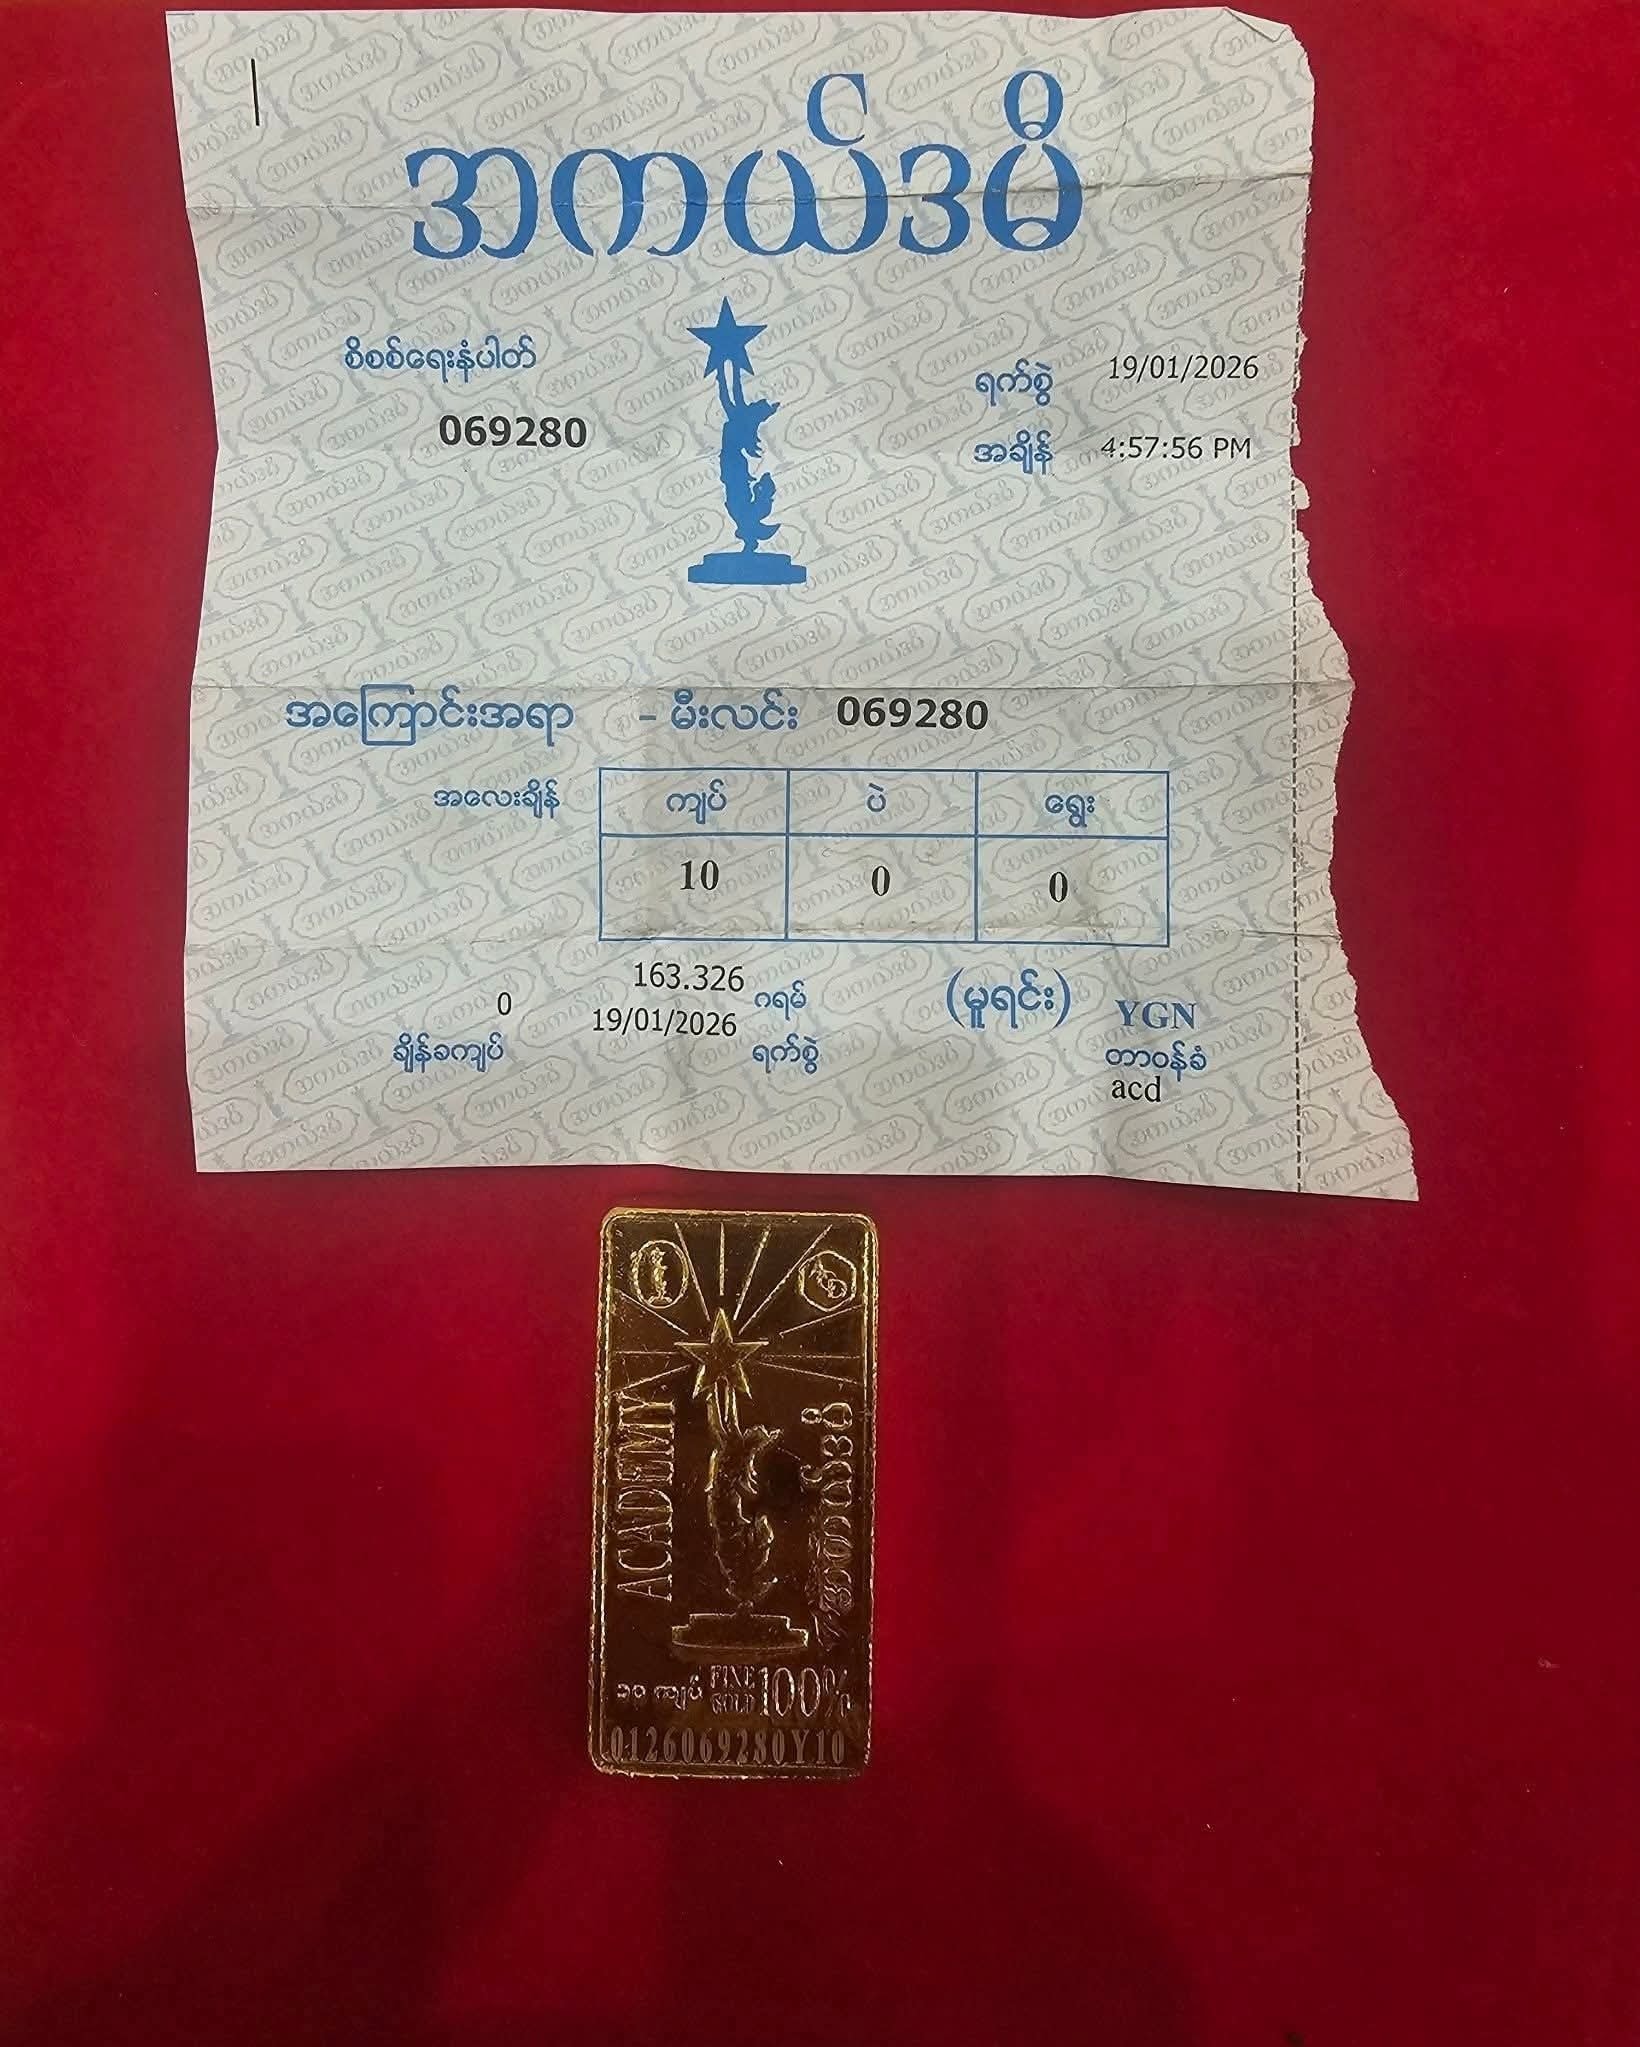 အကယ်ဒမီ
စိစစ်ရေးနံပါတ်
069280
ရက်စွဲ 19/01/2026
အချိန် 4:57:56 PM
အကြောင်းအရာ - မီးလင်း 069280
အလေးချိန် ကျပ် ပဲ ရွေး
10 0 0
0 163.326 ဂရမ် (မူရင်း) YGN
ချိန်ခကျပ် 19/01/2026 ရက်စွဲ တာဝန်ခံ
acd
ACADEMY
အကယ်ဒမီ
၁၀ ကျပ် FINE GOLD 100%
0126069280Y10